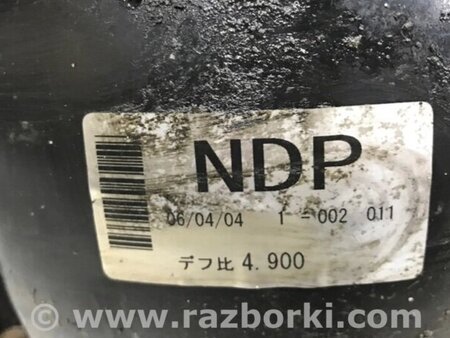 NDP
06/04/04 1 - 002 011
デフ比 4.900
© www.razborki.com